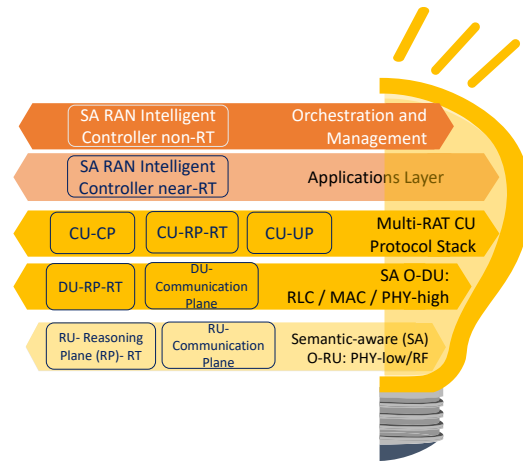 SA RAN Intelligent
Controller non-RT
Orchestration and
Management
SA RAN Intelligent
Controller near-RT
Applications Layer
CU-CP
CU-RP-RT
CU-UP
Multi-RAT CU
Protocol Stack
DU-RP-RT
DU-
Communication
Plane
SA O-DU:
RLC / MAC / PHY-high
RU- Reasoning
Plane (RP)- RT
RU-
Communication
Plane
Semantic-aware (SA)
O-RU: PHY-low/RF